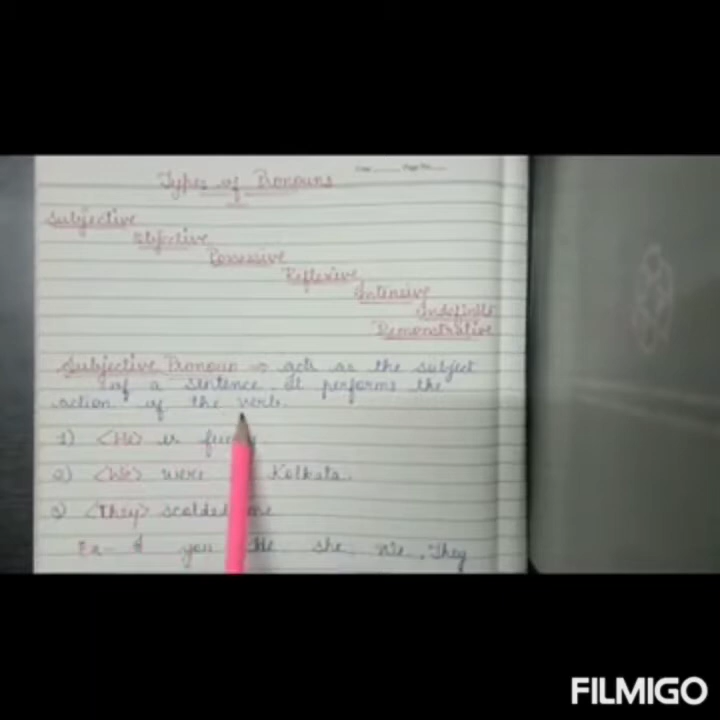 Types of Pronouns
Subjective
Objective
Possessive
Reflexive
Intensive
Indefinite
Demonstrative
Subjective Pronoun => acts as the subject
of a sentence. It performs the
action of the verb.
1) <He> is
2) <We> were Kolkata.
3) <They> scolded me
Ex - I you He she We, They
FILMIGO